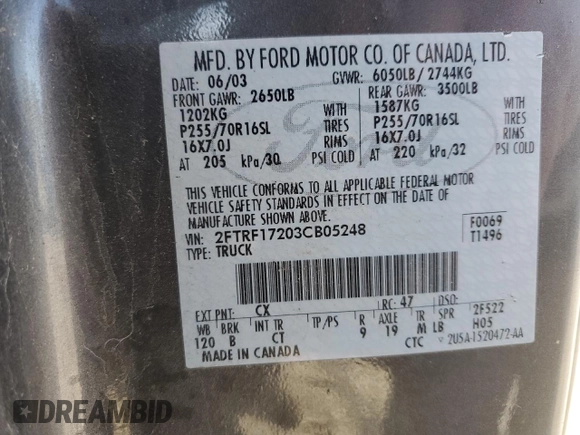 MFD. BY FORD MOTOR CO. OF CANADA, LTD.
DATE: 06/03 GVWR: 6050LB/2744KG
FRONT GAWR: 2650LB REAR GAWR: 3500LB
1202KG WITH 1587KG WITH
P255/70R16SL TIRES P255/70R16SL TIRES
16X7.0J RIMS 16X7.0J RIMS
AT 205 kPa/30 PSI COLD AT 220 kPa/32 PSI COLD
THIS VEHICLE CONFORMS TO ALL APPLICABLE FEDERAL MOTOR
VEHICLE SAFETY STANDARDS IN EFFECT ON THE DATE OF
MANUFACTURE SHOWN ABOVE.
VIN: 2FTRF17203CB05248 F0069
TYPE: TRUCK T1496
EXT PNT: CX RC: 47 DSO:
WB BRK INT TR TP/PS R AXLE TR SPR 2F522
120 B CT 9 19 M LB H05
MADE IN CANADA CTC 2U5A-1520472-AA
Ford
DREAMBID